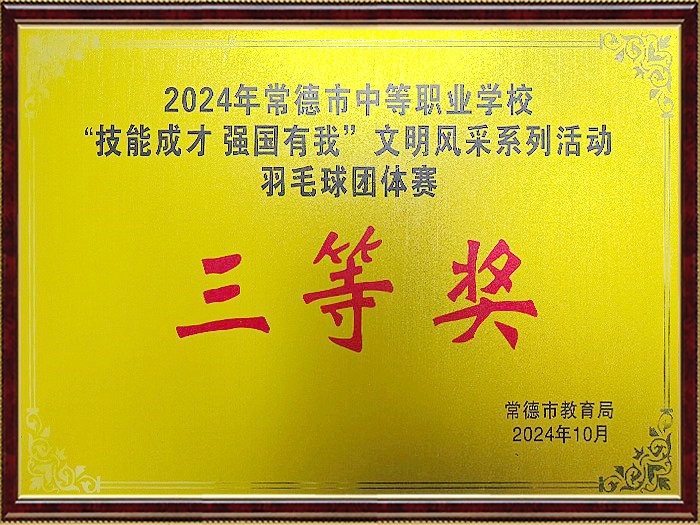 2024年常德市中等职业学校
“技能成才 强国有我”文明风采系列活动
羽毛球团体赛
三等奖
常德市教育局
2024年10月